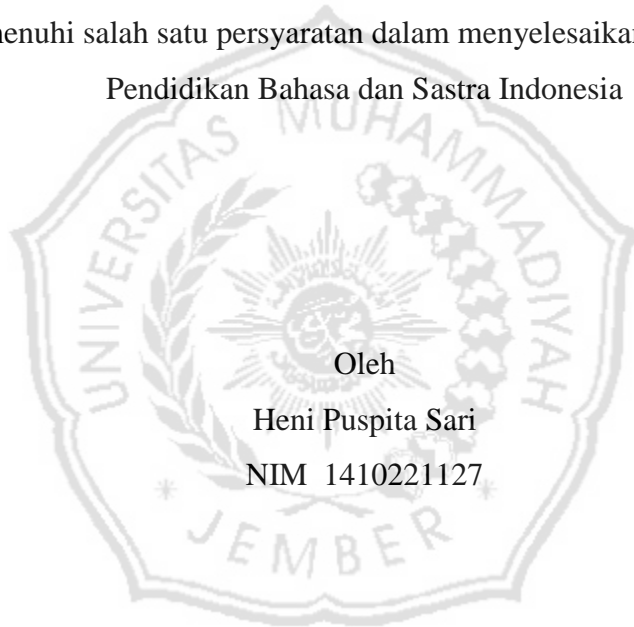 menuhi salah satu persyaratan dalam menyelesaikan
Pendidikan Bahasa dan Sastra Indonesia
UNIVERSITAS MUHAMMADIYAH
Oleh
Heni Puspita Sari
NIM 1410221127
* JEMBER *